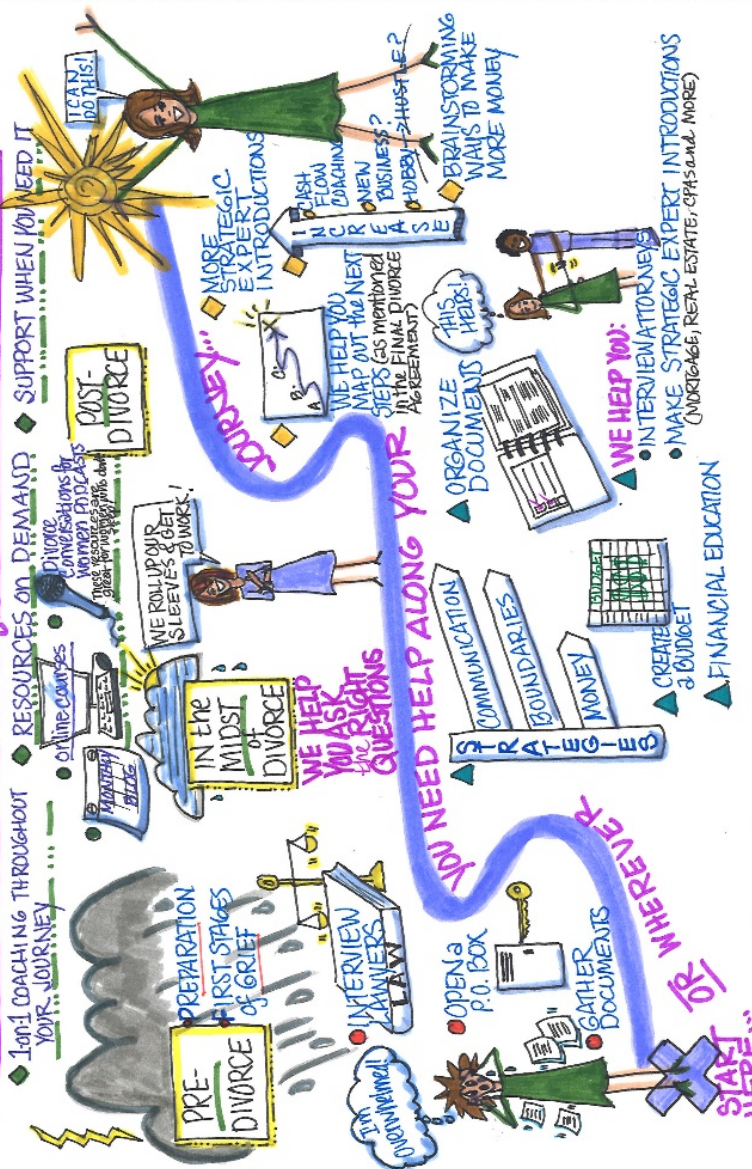 1-on-1 COACHING THROUGHOUT
YOUR JOURNEY
RESOURCES on DEMAND
SUPPORT WHEN YOU NEED IT
MONTHLY
BLOG
Online courses
Divorce
Conversations for
Women PODCASTS
These resources are
great for women who don't
PRE-
DIVORCE
PREPARATION
FIRST STAGES
of GRIEF
I'm
overwhelmed!
INTERVIEW
LAWYERS
LAW
OPEN a
P.O. BOX
GATHER
DOCUMENTS
START
HERE...
OR WHEREVER
YOU NEED HELP ALONG YOUR
JOURNEY...
IN the
MIDST
of
DIVORCE
WE HELP
YOU ASK
the RIGHT
QUESTIONS
WE ROLL UP OUR
SLEEVES & GET
TO WORK!
STRATEGIES
COMMUNICATION
BOUNDARIES
MONEY
BUDGET
CREATE
a BUDGET
FINANCIAL EDUCATION
ORGANIZE
DOCUMENTS
THIS
HELPS!
WE HELP YOU:
INTERVIEW ATTORNEYS
MAKE STRATEGIC EXPERT INTRODUCTIONS
(MORTGAGE, REAL ESTATE, CPAs and MORE)
POST-
DIVORCE
A
B
C
X
WE HELP YOU
MAP OUT the NEXT
STEPS (as mentioned
in the FINAL DIVORCE
AGREEMENT)
MORE
STRATEGIC
EXPERT
INTRODUCTIONS
INCREASE
CASH
FLOW
COACHING
NEW
BUSINESS?
HOBBY → HUSTLE?
BRAINSTORMING
WAYS TO MAKE
MORE MONEY
I CAN
DO THIS!